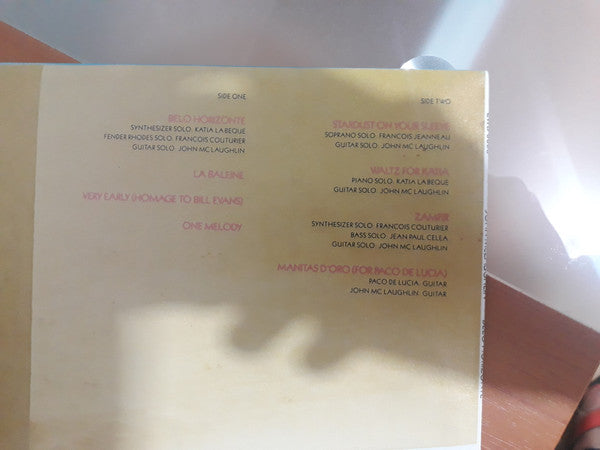 SIDE ONE
BELO HORIZONTE
SYNTHESIZER SOLO: KATIA LABEQUE
FENDER RHODES SOLO: FRANCOIS COUTURIER
GUITAR SOLO: JOHN MC LAUGHLIN
LA BALEINE
VERY EARLY (HOMAGE TO BILL EVANS)
ONE MELODY
SIDE TWO
STARDUST ON YOUR SLEEVE
SOPRANO SOLO: FRANCOIS JEANNEAU
GUITAR SOLO: JOHN MC LAUGHLIN
WALTZ FOR KATIA
PIANO SOLO: KATIA LABEQUE
GUITAR SOLO: JOHN MC LAUGHLIN
ZAMFIR
SYNTHESIZER SOLO: FRANCOIS COUTURIER
BASS SOLO: JEAN PAUL CELEA
GUITAR SOLO: JOHN MC LAUGHLIN
MANITAS D'ORO (FOR PACO DE LUCIA)
PACO DE LUCIA: GUITAR
JOHN MC LAUGHLIN: GUITAR